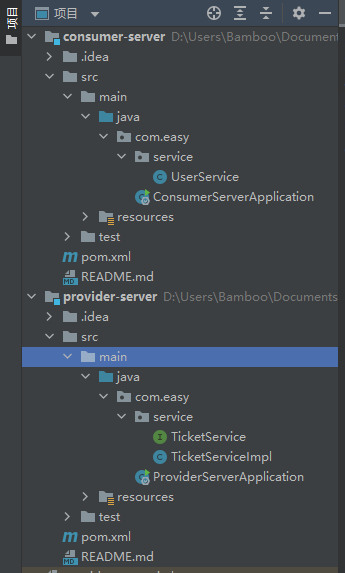 项目
项目
consumer-server D:\Users\Bamboo\Document
.idea
src
main
java
com.easy
service
UserService
ConsumerServerApplication
resources
test
pom.xml
README.md
provider-server D:\Users\Bamboo\Documents
.idea
src
main
java
com.easy
service
TicketService
TicketServiceImpl
ProviderServerApplication
resources
test
pom.xml
README.md